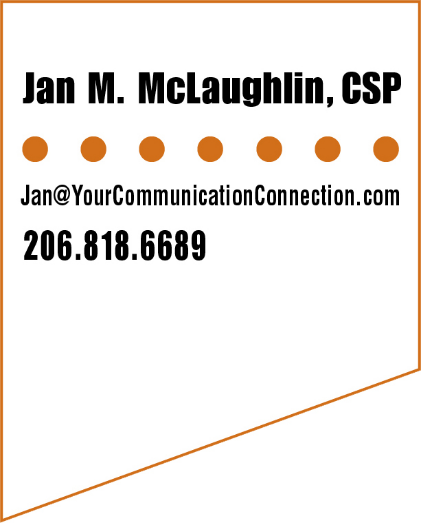 Jan M. McLaughlin, CSP
Jan@YourCommunicationConnection.com
206.818.6689